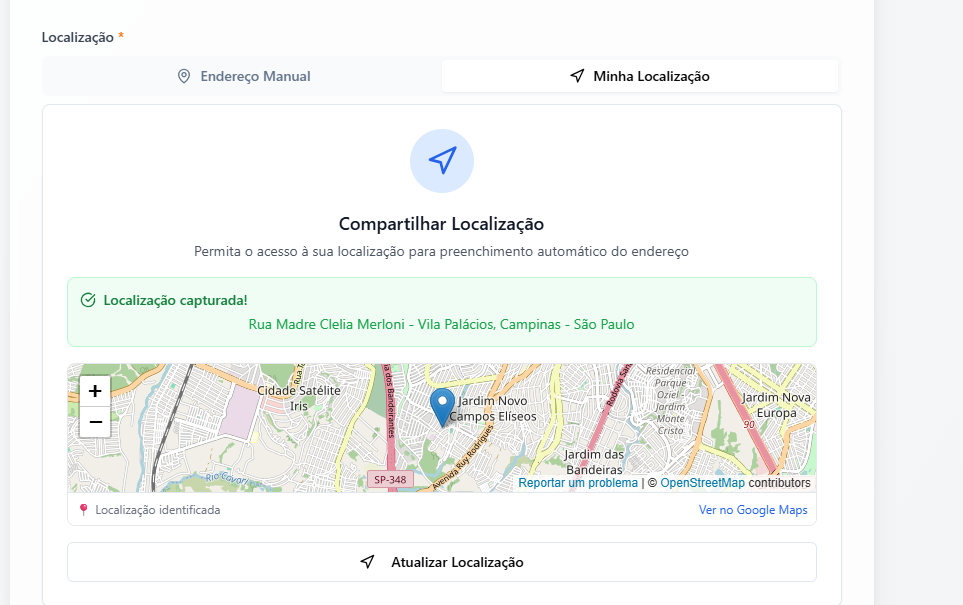 Localização *
Endereço Manual
Minha Localização
Compartilhar Localização
Permita o acesso à sua localização para preenchimento automático do endereço
Localização capturada!
Rua Madre Clelia Merloni - Vila Palácios, Campinas - São Paulo
+
−
Cidade Satélite
Iris
Jardim Novo
Campos Elíseos
Residencial
Parque
Oziel -
Jardim
Monte
Cristo
Jardim Nova
Europa
90
Jardim das
Bandeiras
SP-348
Avenida Ruy Rodrigues
dos Bandeirantes
Reportar um problema | © OpenStreetMap contributors
Localização identificada
Ver no Google Maps
Atualizar Localização